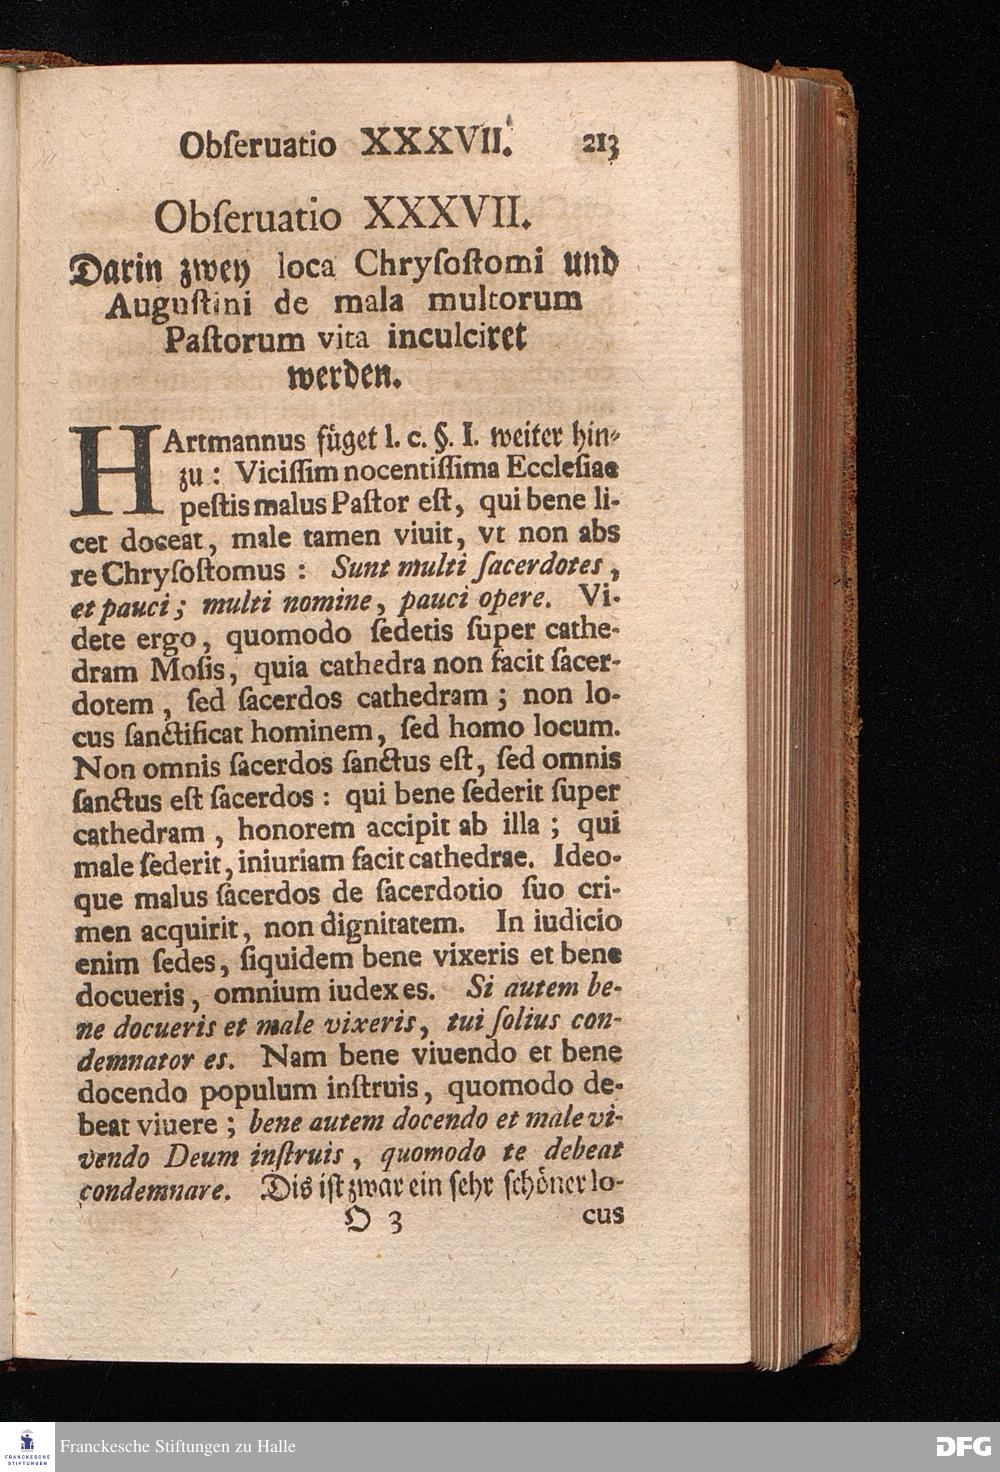 Obſeruatio XXXVII. 213
Obſeruatio XXXVII.
Darin zwey loca Chryſoſtomi und
Auguſtini de mala multorum
Paſtorum vita inculciret
werden.
HArtmannus füget l. c. §. I. weiter hin⸗
zu : Viciſſim nocentiſſima Eccleſiae
peſtis malus Paſtor eſt, qui bene li-
cet doceat, male tamen viuit, vt non abs
re Chryſoſtomus : Sunt multi ſacerdotes,
et pauci; multi nomine, pauci opere. Vi-
dete ergo, quomodo ſedetis ſuper cathe-
dram Moſis, quia cathedra non facit ſacer-
dotem, ſed ſacerdos cathedram; non lo-
cus ſanctificat hominem, ſed homo locum.
Non omnis ſacerdos ſanctus eſt, ſed omnis
ſanctus eſt ſacerdos: qui bene ſederit ſuper
cathedram, honorem accipit ab illa; qui
male ſederit, iniuriam facit cathedrae. Ideo-
que malus ſacerdos de ſacerdotio ſuo cri-
men acquirit, non dignitatem. In iudicio
enim ſedes, ſiquidem bene vixeris et bene
docueris, omnium iudex es. Si autem be-
ne docueris et male vixeris, tui ſolius con-
demnator es. Nam bene viuendo et bene
docendo populum inſtruis, quomodo de-
beat viuere; bene autem docendo et male vi-
vendo Deum inſtruis, quomodo te debeat
condemnare. Dis iſt zwar ein ſehr ſchöner lo-
O 3 cus
FRANCKESCHE
STIFTUNGEN
Franckesche Stiftungen zu Halle
DFG